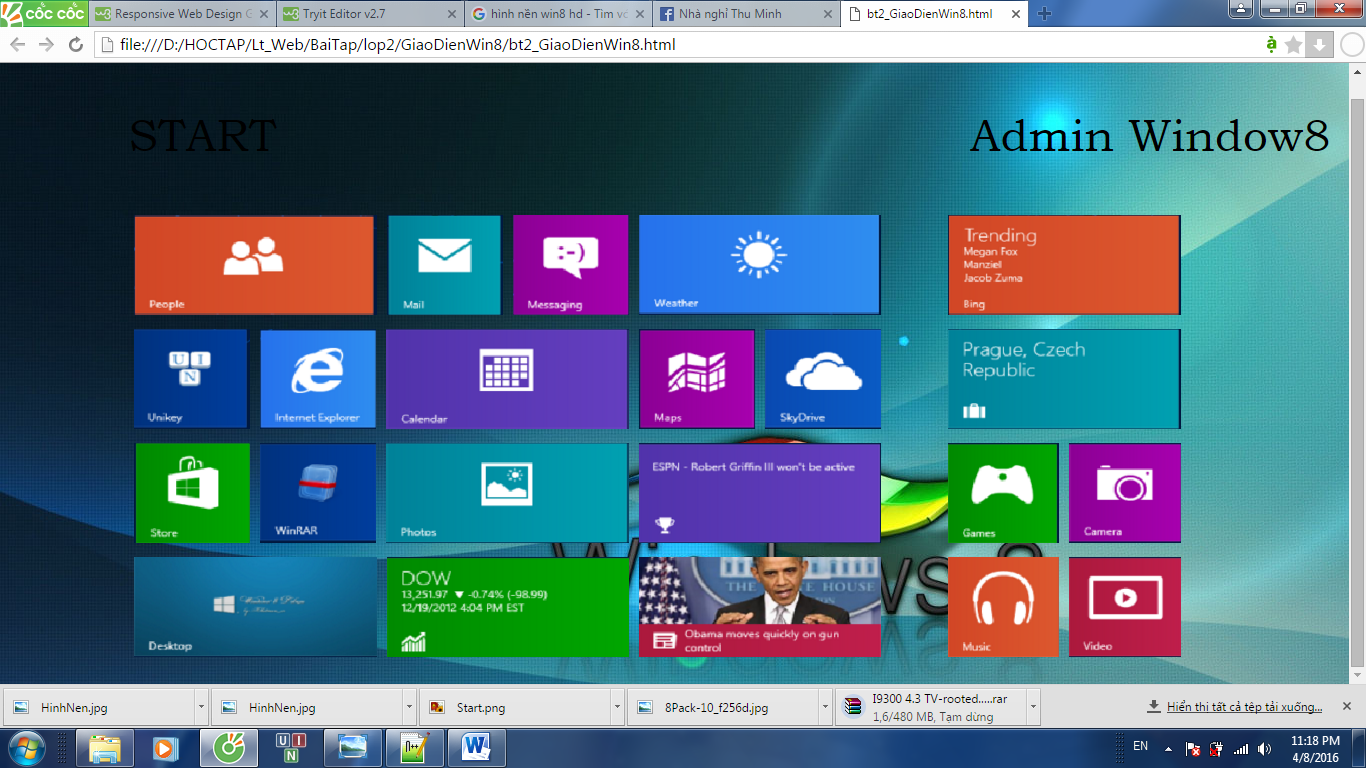 cốc cốc
Responsive Web Design G
Tryit Editor v2.7
hình nền win8 hd - Tìm vớ
Nhà nghỉ Thu Minh
bt2_GiaoDienWin8.html
file:///D:/HOCTAP/Lt_Web/BaiTap/lop2/GiaoDienWin8/bt2_GiaoDienWin8.html
START
Admin Window8
People
Mail
:-)
Messaging
Weather
Trending
Megan Fox
Manziel
Jacob Zuma
Bing
U I
N
Unikey
Internet Explorer
Calendar
Maps
SkyDrive
Prague, Czech
Republic
Store
WinRAR
Photos
ESPN - Robert Griffin III won't be active
Games
Camera
Desktop
DOW
13,251.97 ▼ -0.74% (-98.99)
12/19/2012 4:04 PM EST
THE WHITE HOUSE
Obama moves quickly on gun
control
Music
Video
HinhNen.jpg
HinhNen.jpg
Start.png
8Pack-10_f256d.jpg
I9300 4.3 TV-rooted.....rar
1,6/480 MB, Tạm dừng
Hiển thị tất cả tệp tải xuống...
U I
N
EN
11:18 PM
4/8/2016